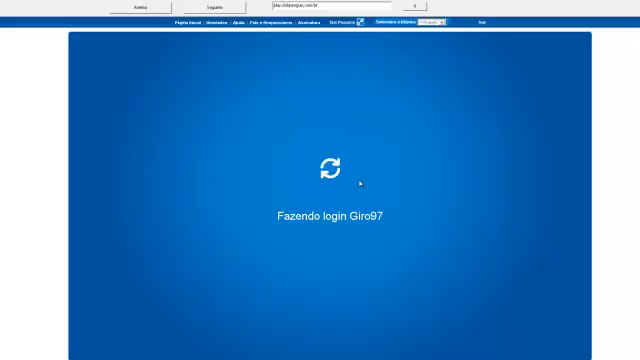 Anterior
Seguinte
play.clubpenguin.com/pt
Ir
Página Inicial | Novidades | Ajuda | Pais e Responsáveis | Assinatura
Tela Pequena
Selecione o Idioma: Português
Sair
Fazendo login Giro97